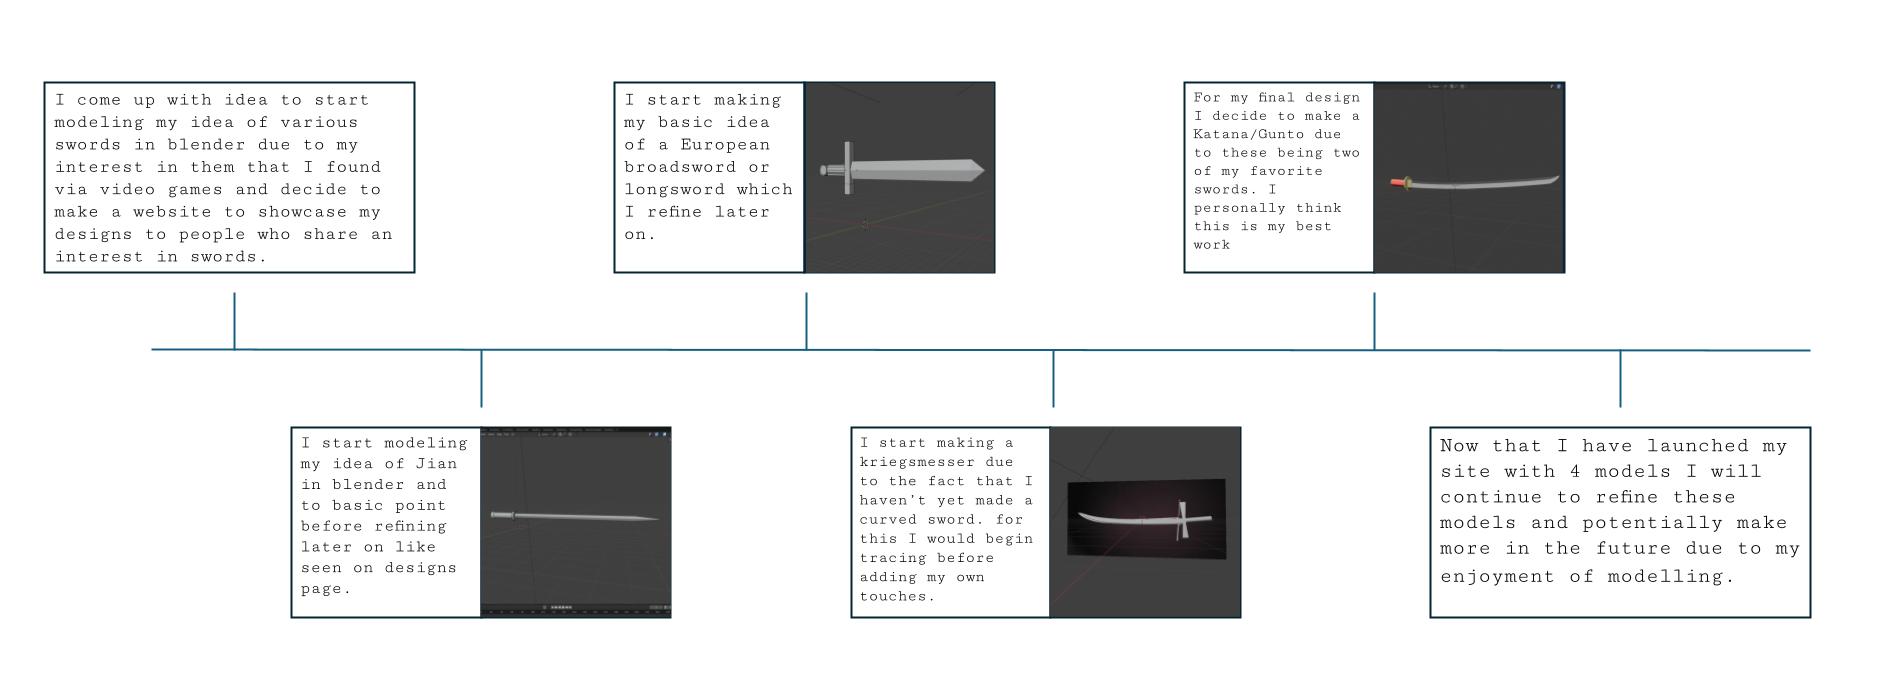 I come up with idea to start
modeling my idea of various
swords in blender due to my
interest in them that I found
via video games and decide to
make a website to showcase my
designs to people who share an
interest in swords.
I start modeling
my idea of Jian
in blender and
to basic point
before refining
later on like
seen on designs
page.
I start making
my basic idea
of a European
broadsword or
longsword which
I refine later
on.
I start making a
kriegsmesser due
to the fact that I
haven't yet made a
curved sword. for
this I would begin
tracing before
adding my own
touches.
For my final design
I decide to make a
Katana/Gunto due
to these being two
of my favorite
swords. I
personally think
this is my best
work
Now that I have launched my
site with 4 models I will
continue to refine these
models and potentially make
more in the future due to my
enjoyment of modelling.